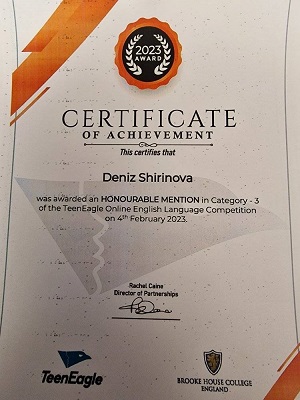 2023
AWARD
CERTIFICATE
OF ACHIEVEMENT
This certifies that
Deniz Shirinova
was awarded an HONOURABLE MENTION in Category - 3
of the TeenEagle Online English Language Competition
on 4th February 2023.
Rachel Caine
Director of Partnerships
TeenEagle
BROOKE HOUSE COLLEGE
ENGLAND